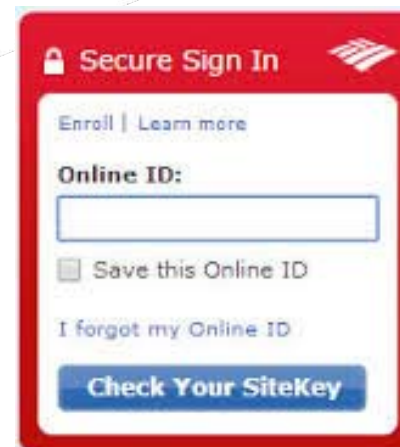 Secure Sign In
Enroll | Learn more
Online ID:
Save this Online ID
I forgot my Online ID
Check Your SiteKey